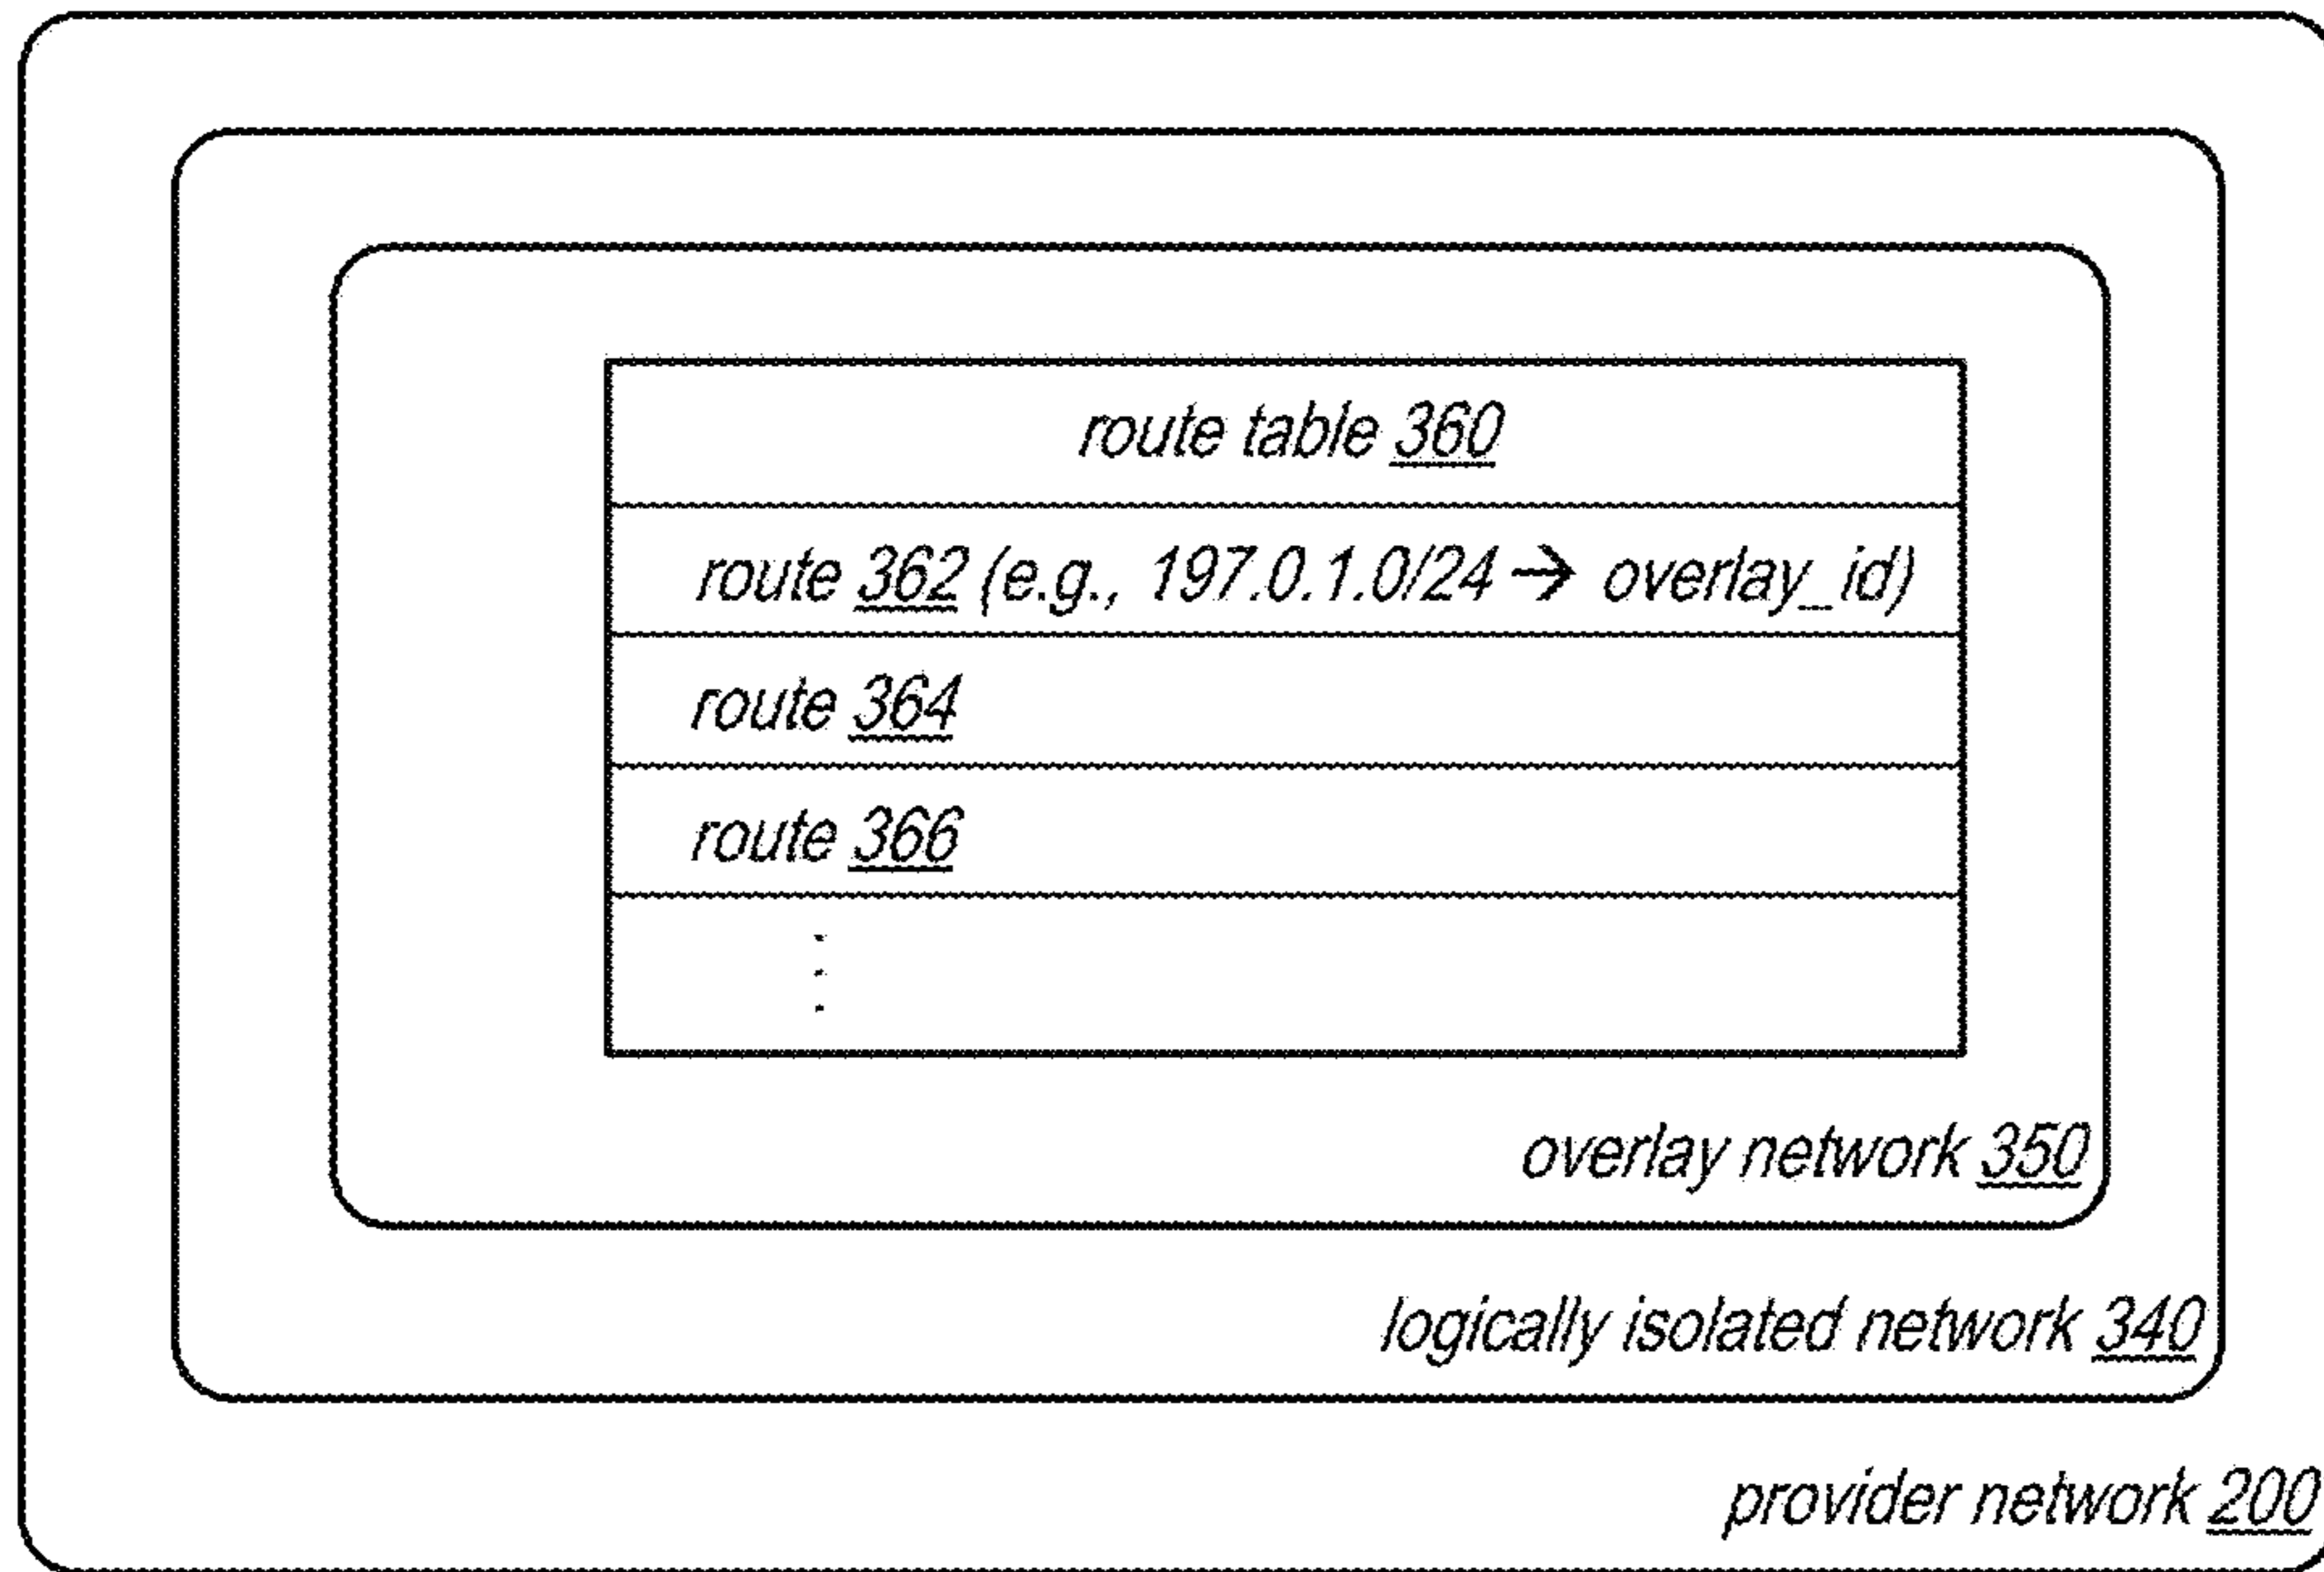 route table 360
route 362 (e.g., 197.0.1.0/24 → overlay_id)
route 364
route 366
overlay network 350
logically isolated network 340
provider network 200